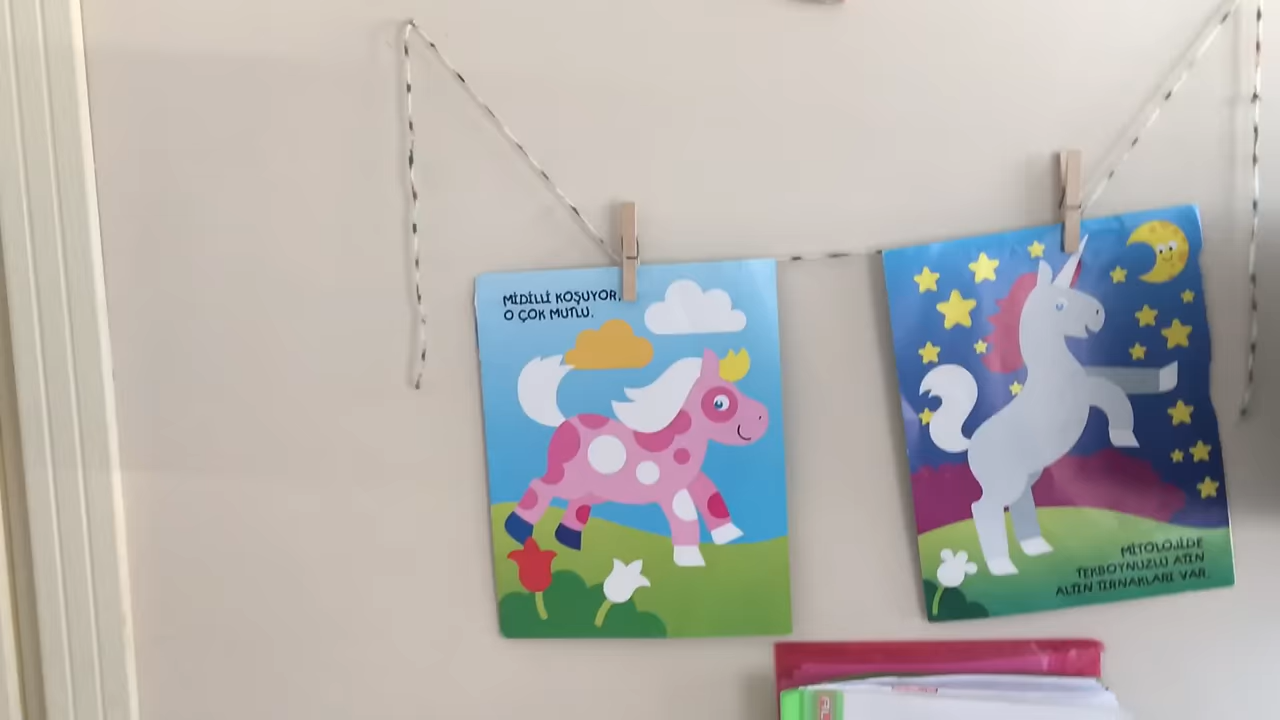 MİDİLLİ KOŞUYOR,
O ÇOK MUTLU.
MİTOLOJİDE
TEKBOYNUZLU ATIN
ALTIN TIRNAKLARI VAR.